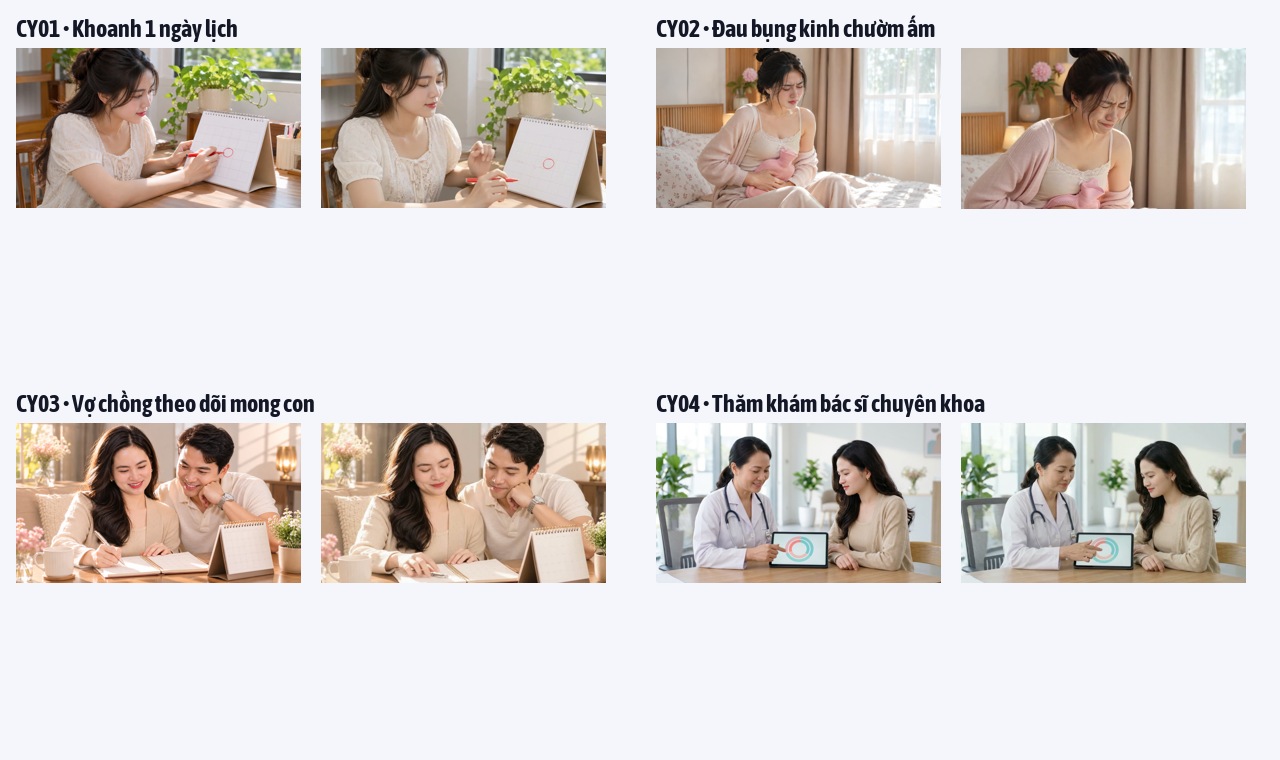 CY01 • Khoanh 1 ngày lịch
CY02 • Đau bụng kinh chườm ấm
CY03 • Vợ chồng theo dõi mong con
CY04 • Thăm khám bác sĩ chuyên khoa